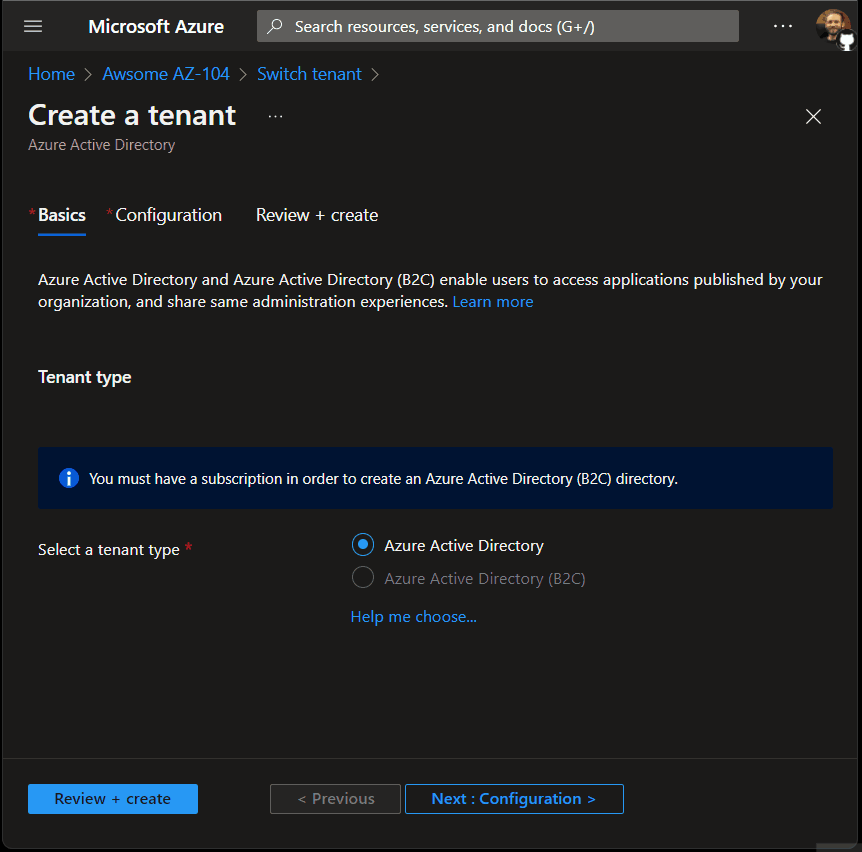 Microsoft Azure
Search resources, services, and docs (G+/)
...
Home > Awsome AZ-104 > Switch tenant >
Create a tenant ...
Azure Active Directory
* Basics * Configuration Review + create
Azure Active Directory and Azure Active Directory (B2C) enable users to access applications published by your
organization, and share same administration experiences. Learn more
Tenant type
You must have a subscription in order to create an Azure Active Directory (B2C) directory.
Select a tenant type *
Azure Active Directory
Azure Active Directory (B2C)
Help me choose...
Review + create
< Previous
Next : Configuration >